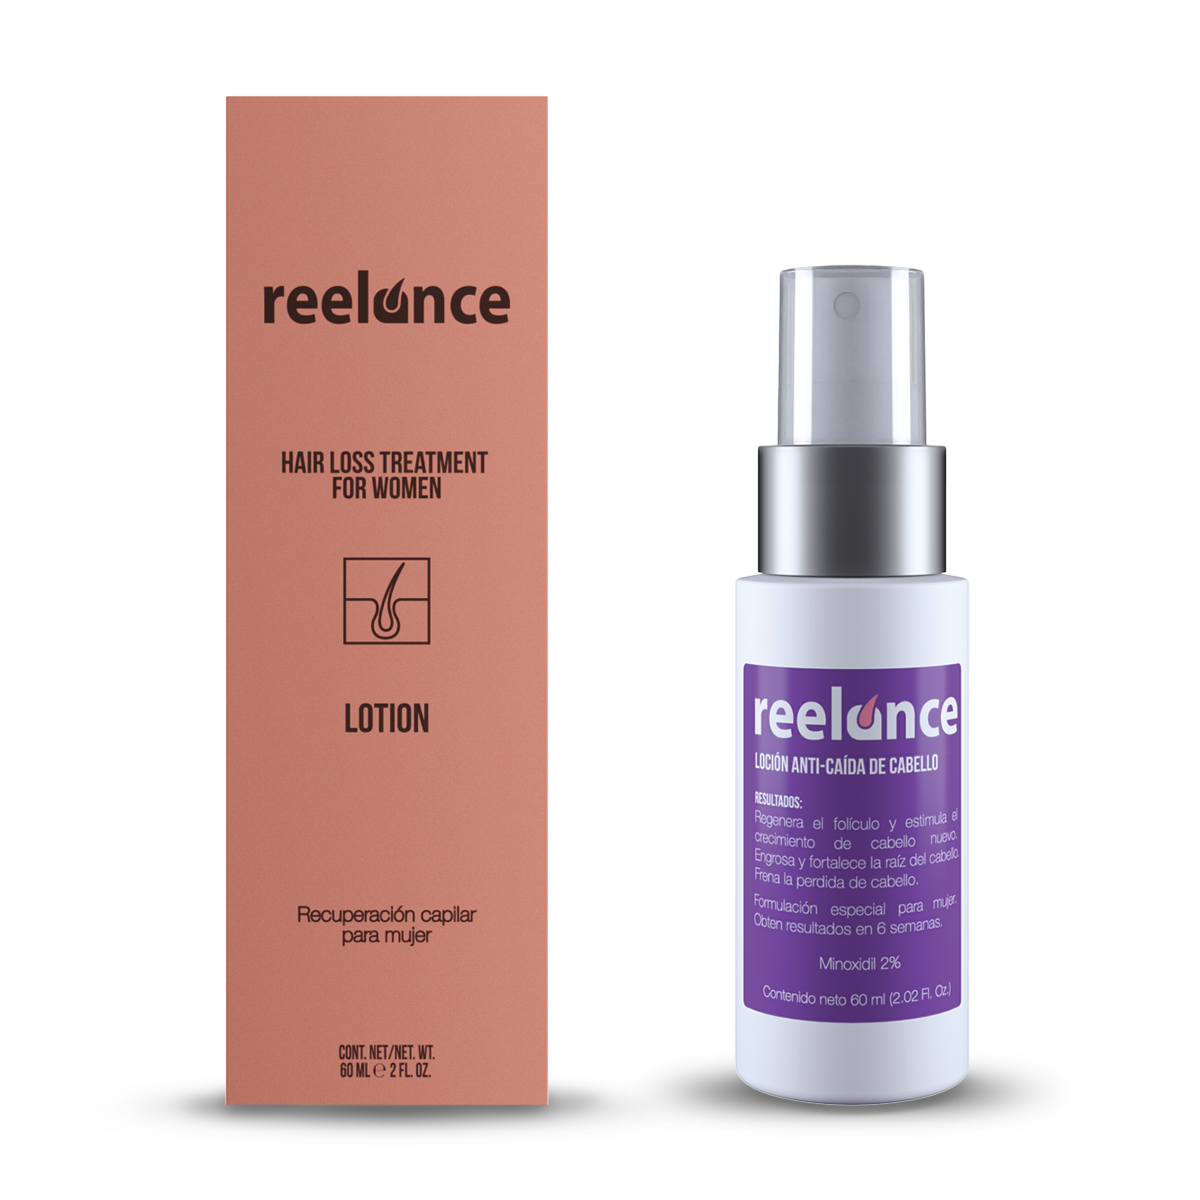 reelance
HAIR LOSS TREATMENT
FOR WOMEN
LOTION
Recuperación capilar
para mujer
CONT. NET/NET. WT.
60 ML ℮ 2 FL. OZ.
reelance
LOCIÓN ANTI-CAÍDA DE CABELLO
RESULTADOS:
Regenera el folículo y estimula el
crecimiento de cabello nuevo.
Engrosa y fortalece la raíz del cabello.
Frena la perdida de cabello.
Formulación especial para mujer.
Obten resultados en 6 semanas.
Minoxidil 2%
Contenido neto 60 ml (2.02 Fl. Oz.)